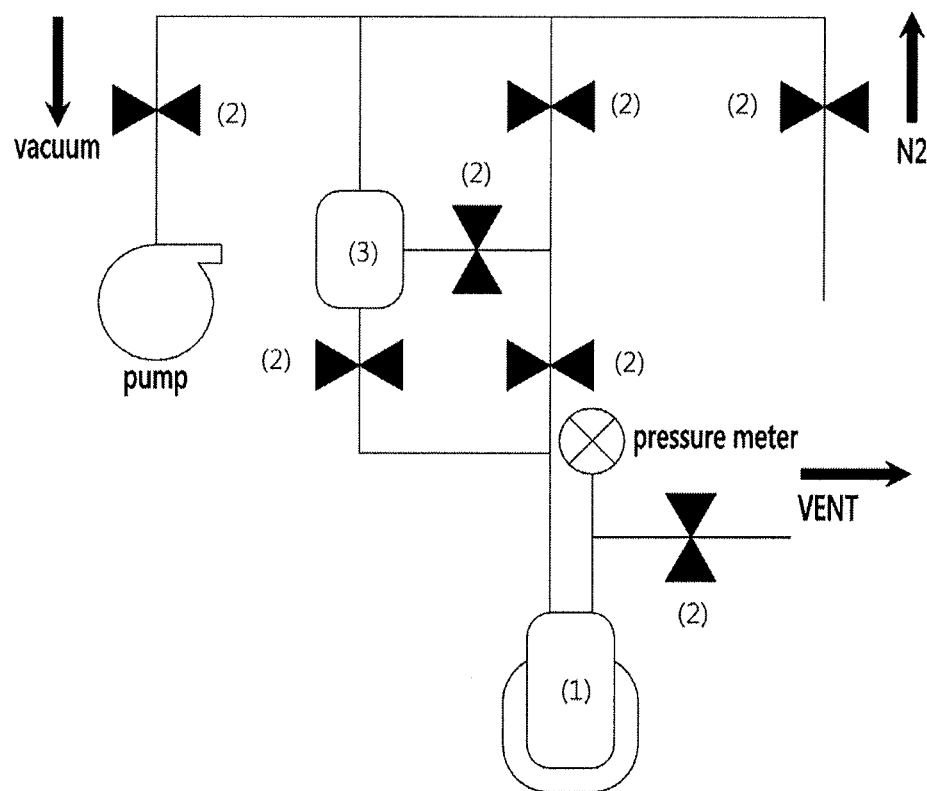 (2)
(2)
(2)
vacuum
N2
(2)
(3)
(2)
(2)
pump
pressure meter
VENT
(2)
(1)